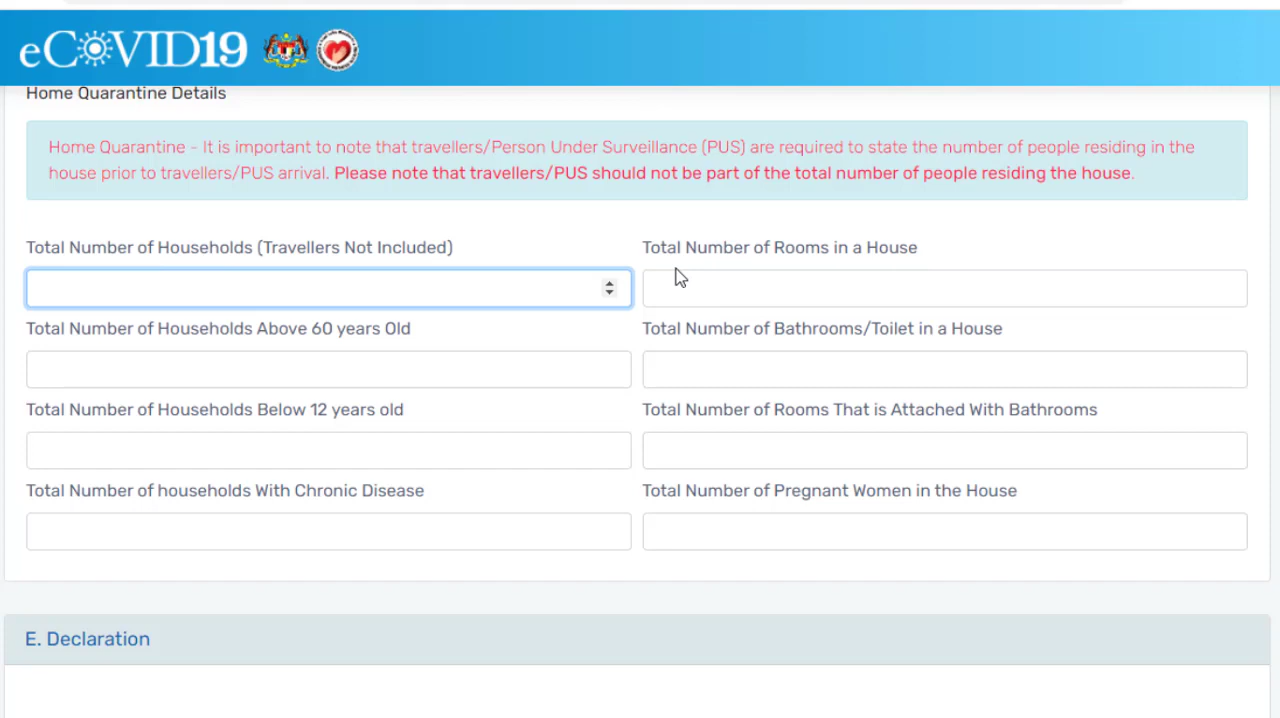 eCOVID19
Home Quarantine Details
Home Quarantine - It is important to note that travellers/Person Under Surveillance (PUS) are required to state the number of people residing in the
house prior to travellers/PUS arrival. Please note that travellers/PUS should not be part of the total number of people residing the house.
Total Number of Households (Travellers Not Included)
Total Number of Rooms in a House
Total Number of Households Above 60 years Old
Total Number of Bathrooms/Toilet in a House
Total Number of Households Below 12 years old
Total Number of Rooms That is Attached With Bathrooms
Total Number of households With Chronic Disease
Total Number of Pregnant Women in the House
E. Declaration